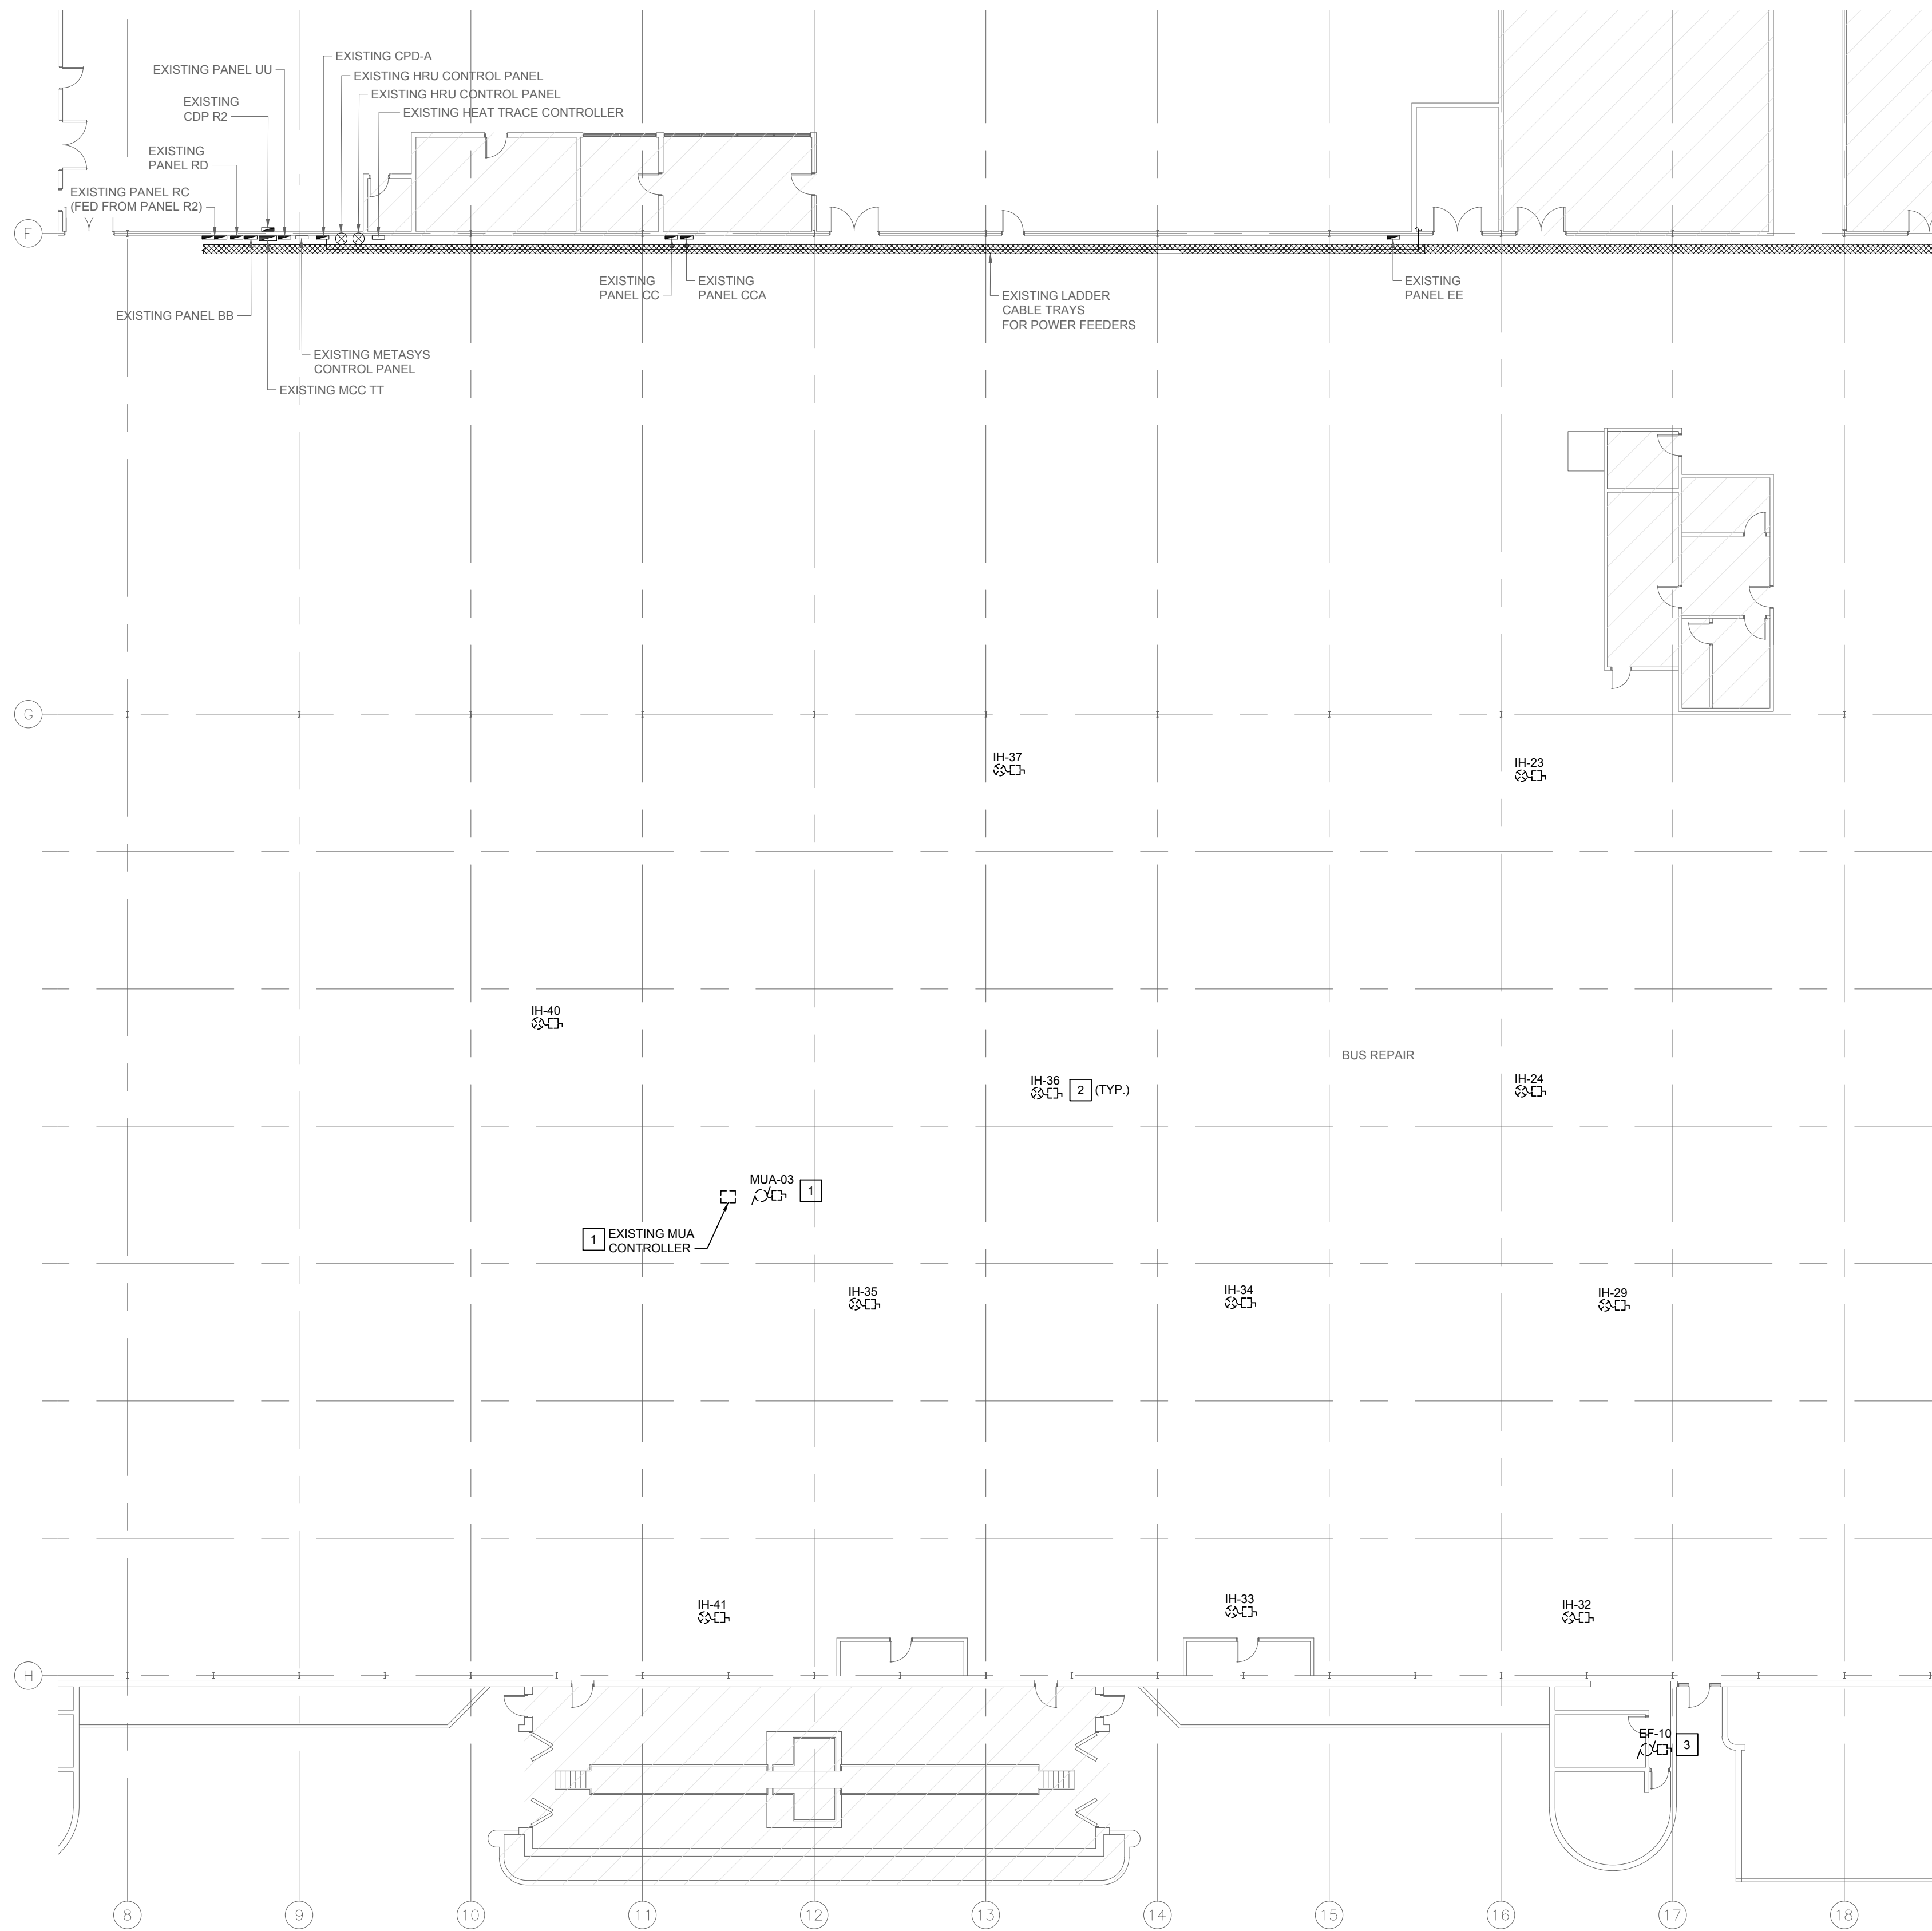 EXISTING CPD-A
EXISTING PANEL UU
EXISTING HRU CONTROL PANEL
EXISTING HRU CONTROL PANEL
EXISTING
CDP R2
EXISTING HEAT TRACE CONTROLLER
EXISTING
PANEL RD
EXISTING PANEL RC
(FED FROM PANEL R2)
F
EXISTING
PANEL CC
EXISTING
PANEL CCA
EXISTING LADDER
CABLE TRAYS
FOR POWER FEEDERS
EXISTING
PANEL EE
EXISTING PANEL BB
EXISTING METASYS
CONTROL PANEL
EXISTING MCC TT
G
IH-37
IH-23
IH-40
BUS REPAIR
IH-36
2 (TYP.)
IH-24
MUA-03
1
1 EXISTING MUA
CONTROLLER
IH-35
IH-34
IH-29
IH-41
IH-33
IH-32
H
EF-10
3
8 9 10 11 12 13 14 15 16 17 18